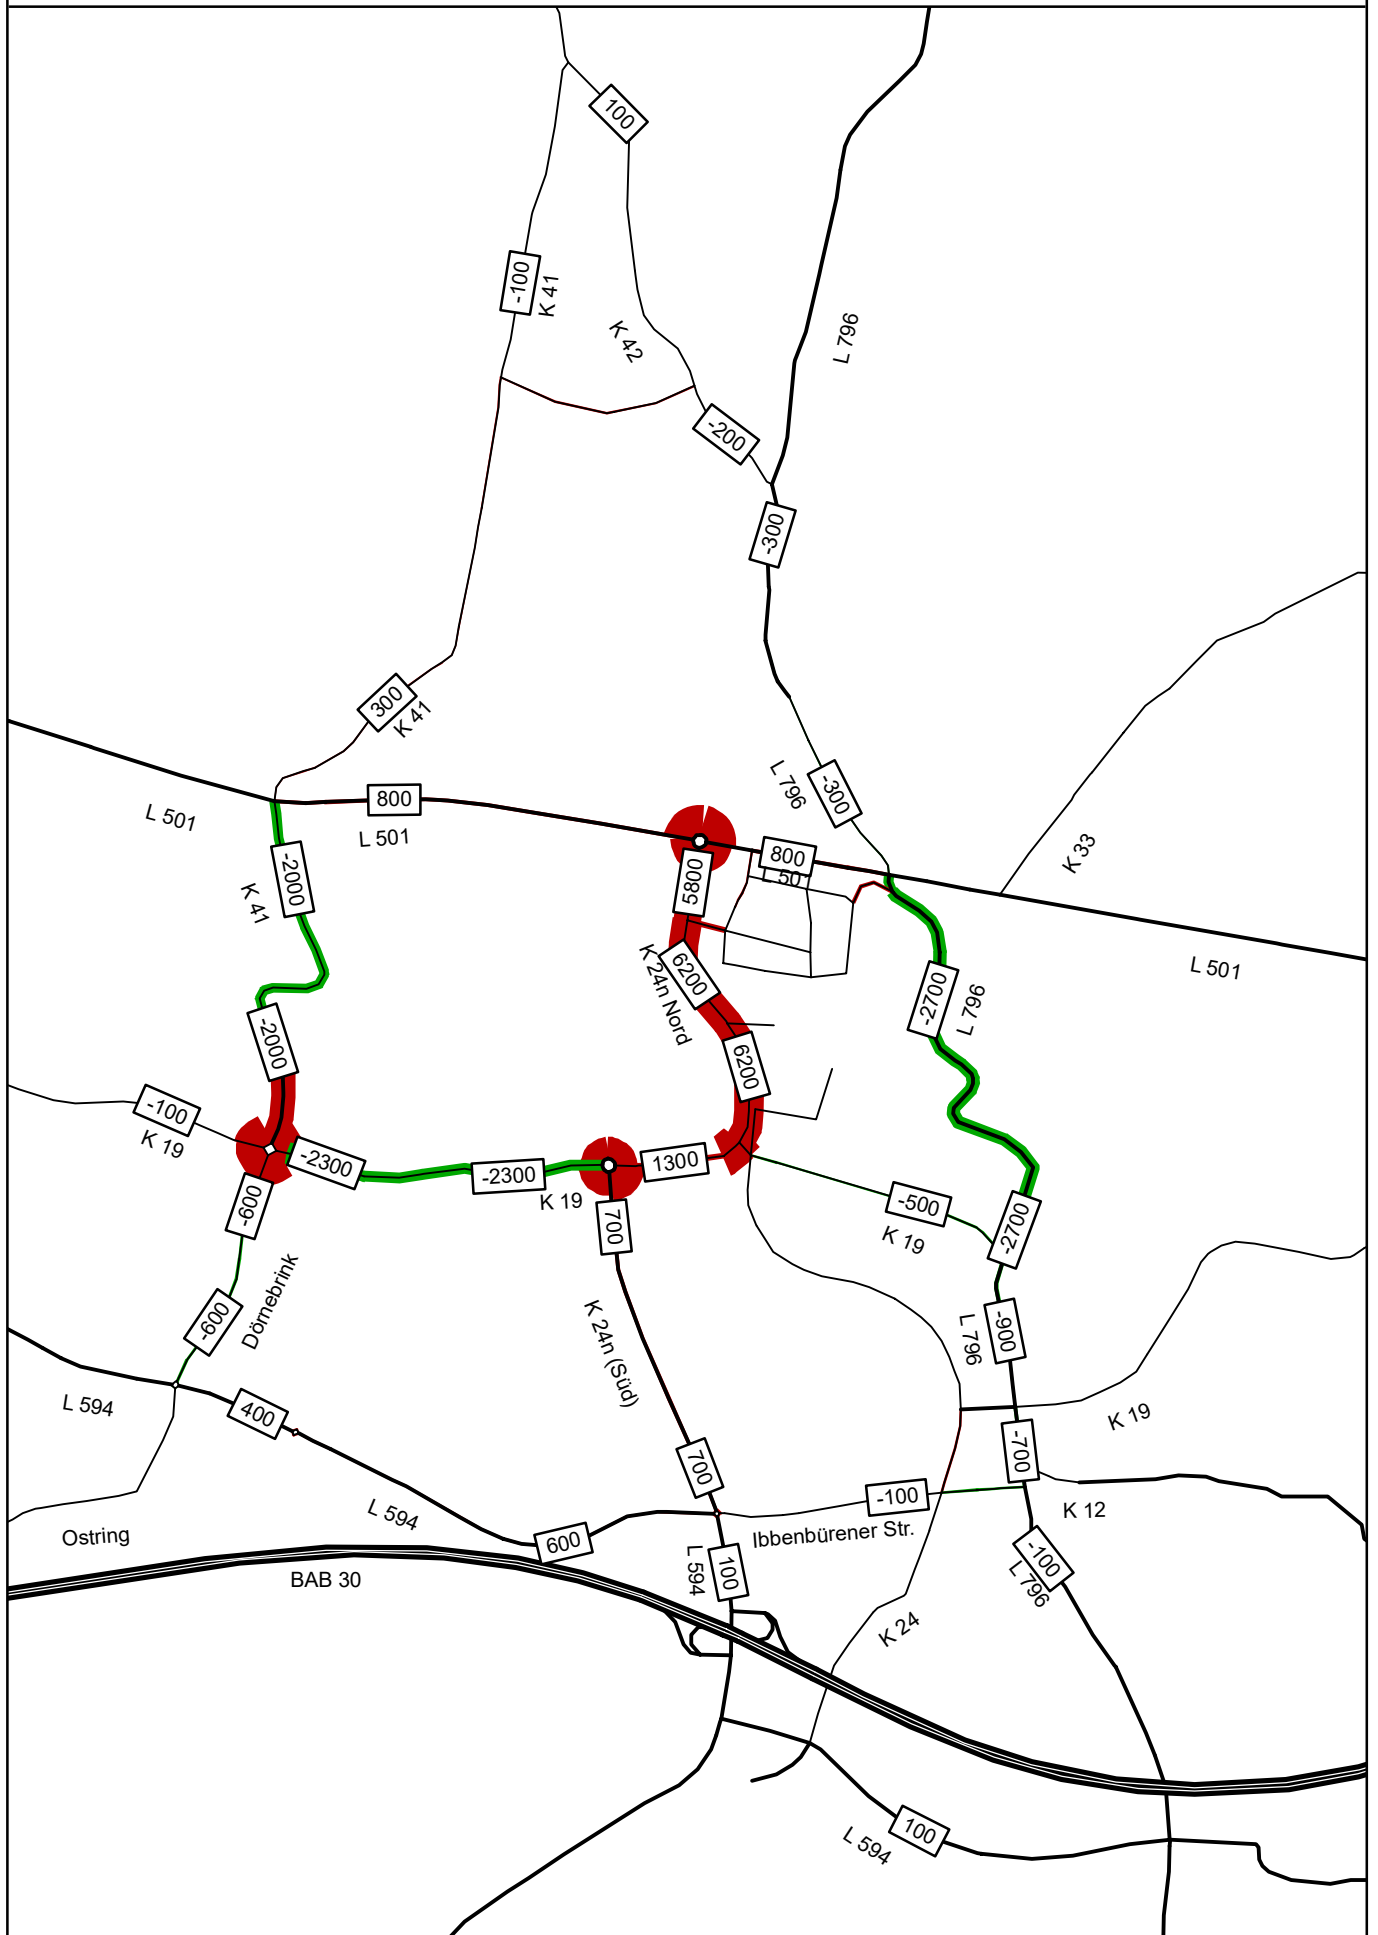 100
-100
K 41
K 42
L 796
-200
-300
300
K 41
L 501
800
L 501
L 796
-300
800
L 50
K 33
-2000
K 41
5800
6200
K 24n Nord
L 501
-2700
L 796
-2000
6200
-100
K 19
-2300
-2300
K 19
1300
-600
700
-500
K 19
-2700
-600
Dörnebrink
K 24n (Süd)
-900
L 796
L 594
400
K 19
700
-700
L 594
-100
K 12
Ostring
600
Ibbenbürener Str.
BAB 30
L 594
100
-100
L 796
K 24
100
L 594